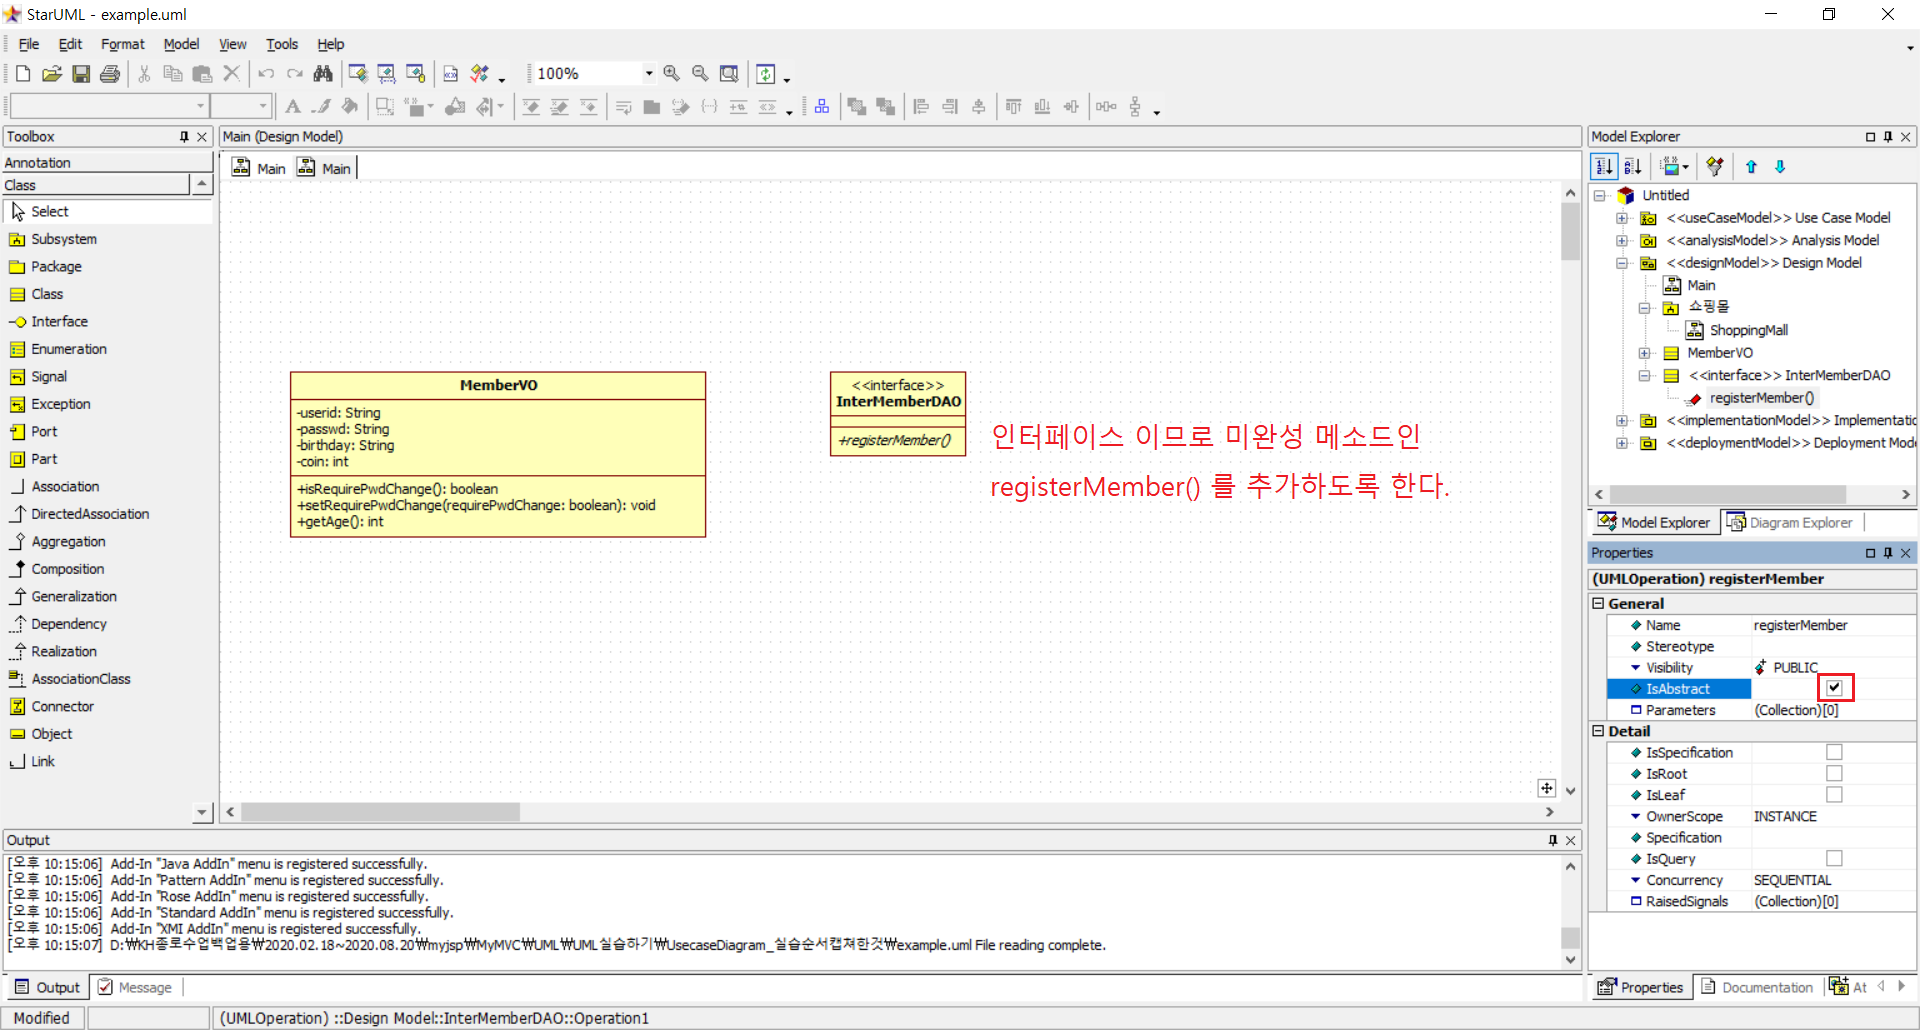 StarUML - example.uml
File Edit Format Model View Tools Help
100%
Toolbox
Annotation
Class
Select
Subsystem
Package
Class
Interface
Enumeration
Signal
Exception
Port
Part
Association
DirectedAssociation
Aggregation
Composition
Generalization
Dependency
Realization
AssociationClass
Connector
Object
Link
Main (Design Model)
Main Main
MemberVO
-userid: String
-passwd: String
-birthday: String
-coin: int
+isRequirePwdChange(): boolean
+setRequirePwdChange(requirePwdChange: boolean): void
+getAge(): int
<<interface>>
InterMemberDAO
+registerMember()
인터페이스 이므로 미완성 메소드인
registerMember() 를 추가하도록 한다.
Model Explorer
Untitled
<<useCaseModel>> Use Case Model
<<analysisModel>> Analysis Model
<<designModel>> Design Model
Main
쇼핑몰
ShoppingMall
MemberVO
<<interface>> InterMemberDAO
registerMember()
<<implementationModel>> Implementatic
<<deploymentModel>> Deployment Mode
Model Explorer Diagram Explorer
Properties
(UMLOperation) registerMember
General
Name registerMember
Stereotype
Visibility PUBLIC
IsAbstract
Parameters (Collection)[0]
Detail
IsSpecification
IsRoot
IsLeaf
OwnerScope INSTANCE
Specification
IsQuery
Concurrency SEQUENTIAL
RaisedSignals (Collection)[0]
Properties Documentation At
Output
[오후 10:15:06] Add-In "Java AddIn" menu is registered successfully.
[오후 10:15:06] Add-In "Pattern AddIn" menu is registered successfully.
[오후 10:15:06] Add-In "Rose AddIn" menu is registered successfully.
[오후 10:15:06] Add-In "Standard AddIn" menu is registered successfully.
[오후 10:15:06] Add-In "XMI AddIn" menu is registered successfully.
[오후 10:15:07] D:₩KH종로수업백업용₩2020.02.18~2020.08.20₩myjsp₩MyMVC₩UML₩UML실습하기₩UsecaseDiagram_실습순서캡쳐한것₩example.uml File reading complete.
Output Message
Modified (UMLOperation) ::Design Model::InterMemberDAO::Operation1